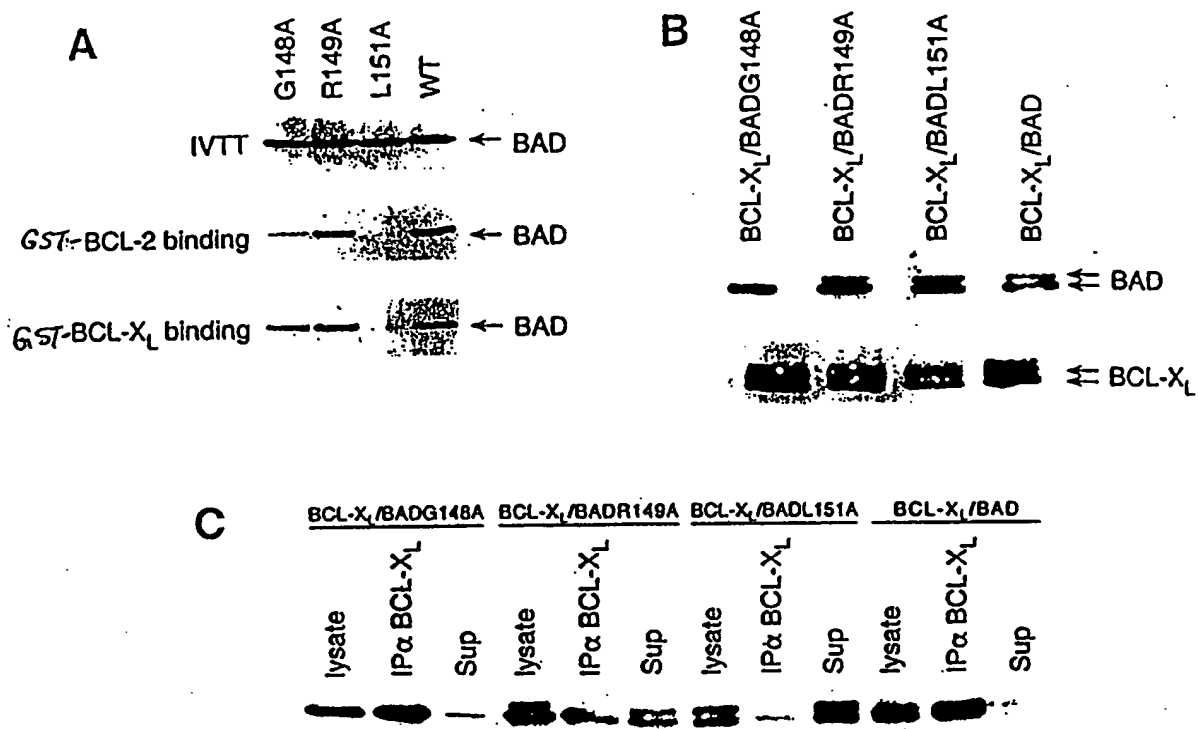 A
G148A
R149A
L151A
WT
IVTT
BAD
GST-BCL-2 binding
BAD
GST-BCL-XL binding
BAD
B
BCL-XL/BADG148A
BCL-XL/BADR149A
BCL-XL/BADL151A
BCL-XL/BAD
BAD
BCL-XL
C
BCL-XL/BADG148A
BCL-XL/BADR149A
BCL-XL/BADL151A
BCL-XL/BAD
lysate
IPα BCL-XL
Sup
lysate
IPα BCL-XL
Sup
lysate
IPα BCL-XL
Sup
lysate
IPα BCL-XL
Sup